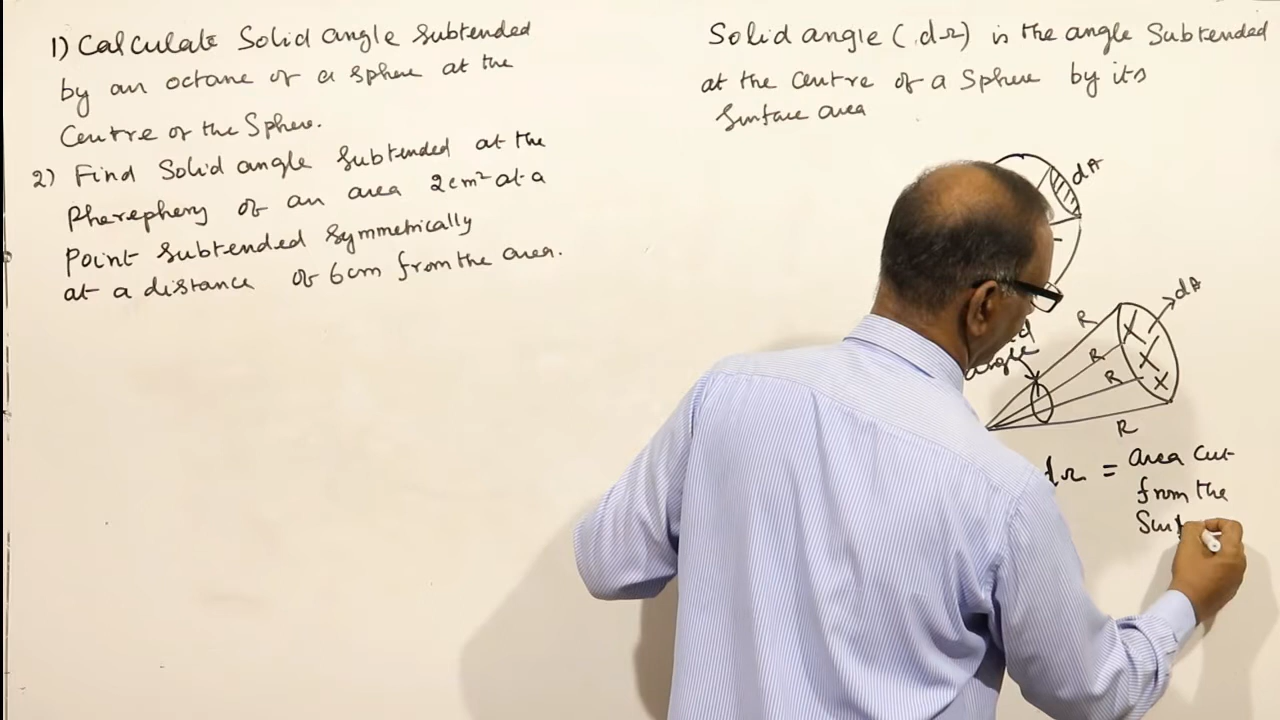 1) Calculate Solid angle Subtended
by an octane of a sphere at the
Centre of the Sphere.
2) Find Solid angle Subtended at the
Pherephery of an area 2cm² at a
Point Subtended Symmetrically
at a distance of 6cm from the area.
Solid angle (dΩ) is the angle Subtended
at the Centre of a Sphere by its
Surface area
dA
dA
R
R
R
R
angle
dΩ = area cut
from the
Surf